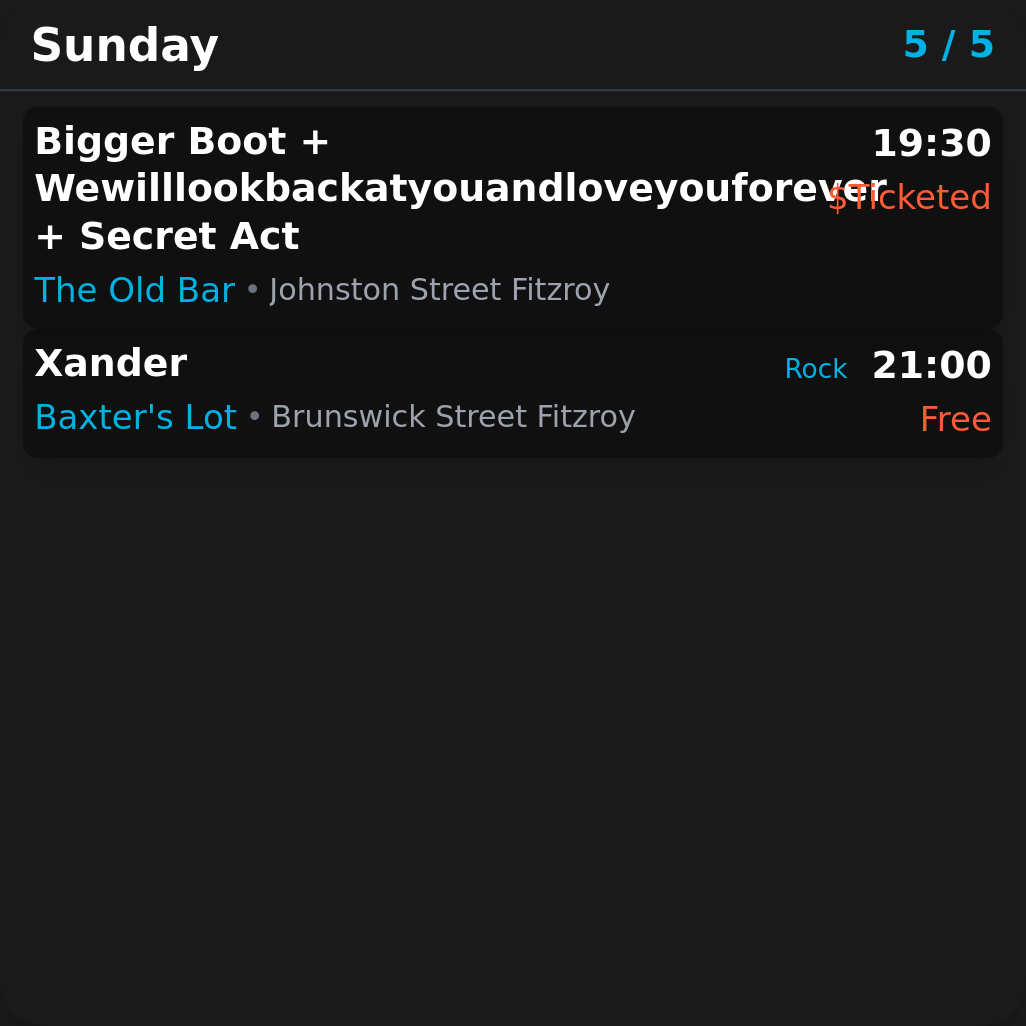 Sunday 5 / 5
Bigger Boot + 19:30
Wewilllookbackatyouandloveyouforever $Ticketed
+ Secret Act
The Old Bar • Johnston Street Fitzroy
Xander Rock 21:00
Baxter's Lot • Brunswick Street Fitzroy Free